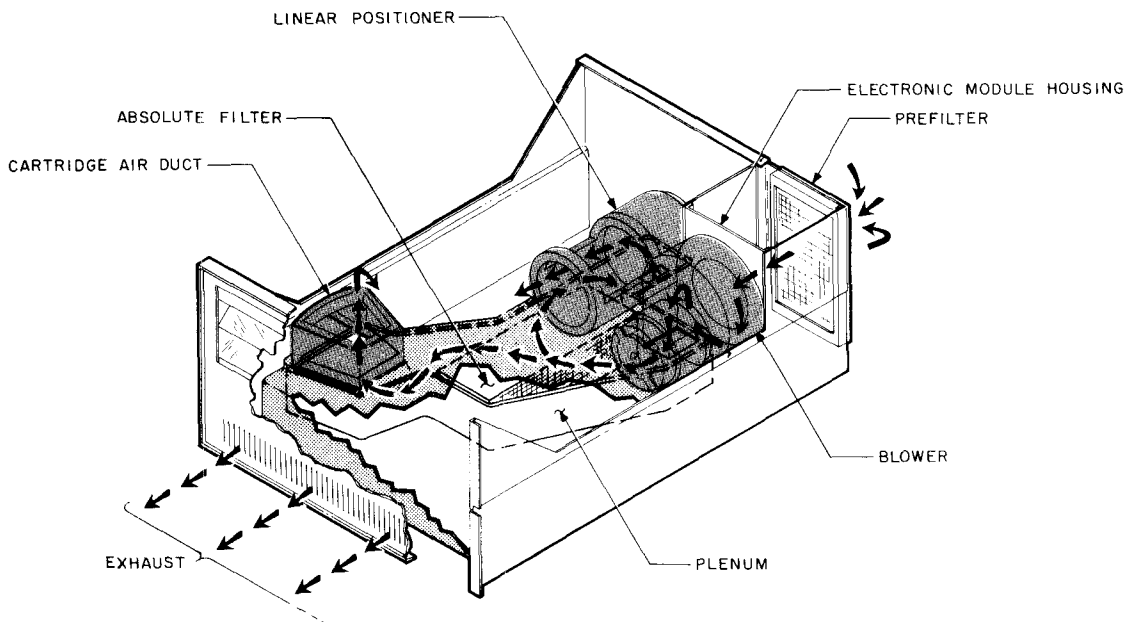 LINEAR POSITIONER
ELECTRONIC MODULE HOUSING
ABSOLUTE FILTER
PREFILTER
CARTRIDGE AIR DUCT
BLOWER
EXHAUST
PLENUM